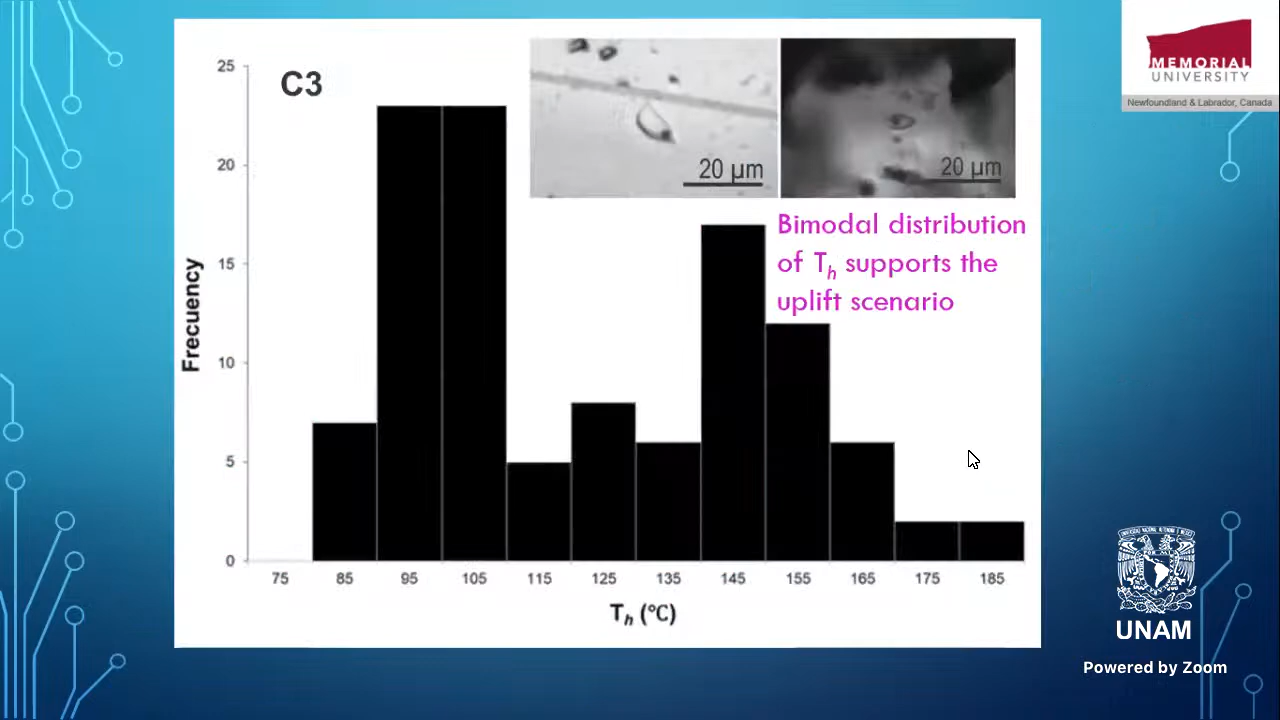 MEMORIAL
UNIVERSITY
Newfoundland & Labrador, Canada
C3
20 µm
20 µm
Bimodal distribution
of Th supports the
uplift scenario
Frecuency
25
20
15
10
5
0
75 85 95 105 115 125 135 145 155 165 175 185
Th (°C)
UNAM
Powered by Zoom